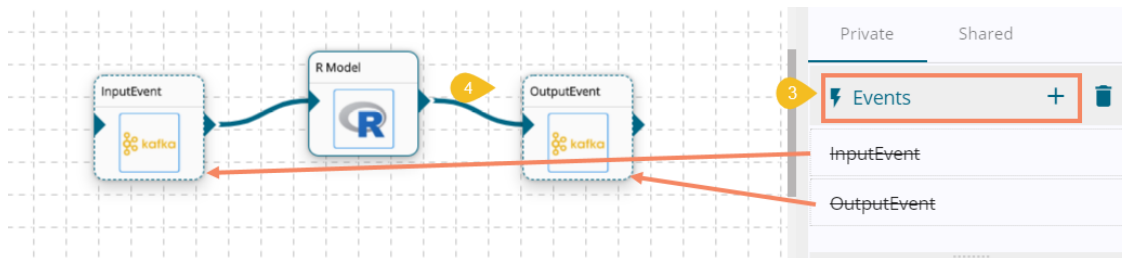 InputEvent
kafka
R Model
R
4
OutputEvent
kafka
Private Shared
3
Events +
InputEvent
OutputEvent